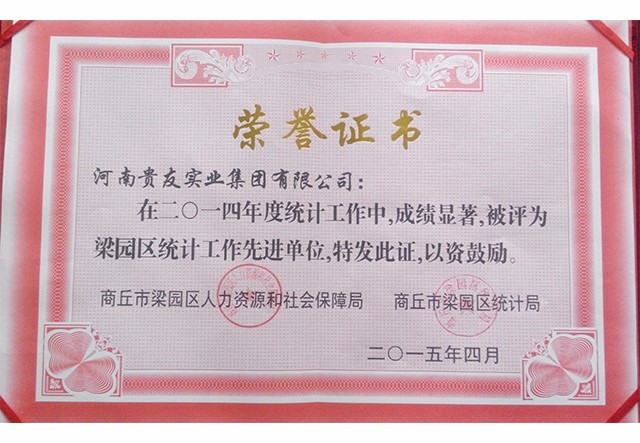 荣誉证书
河南贵友实业集团有限公司：
在二〇一四年度统计工作中,成绩显著,被评为
梁园区统计工作先进单位,特发此证,以资鼓励。
商丘市梁园区人力资源和社会保障局 商丘市梁园区统计局
二〇一五年四月